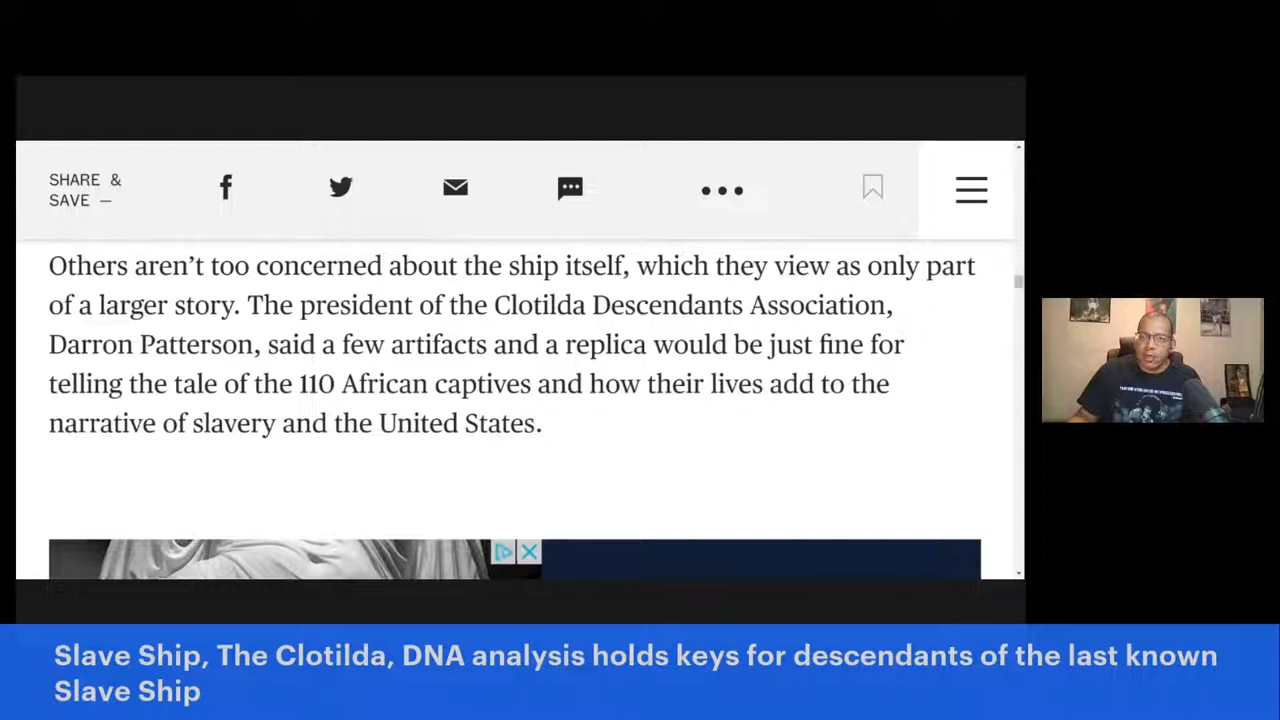 SHARE &
SAVE —
Others aren’t too concerned about the ship itself, which they view as only part
of a larger story. The president of the Clotilda Descendants Association,
Darron Patterson, said a few artifacts and a replica would be just fine for
telling the tale of the 110 African captives and how their lives add to the
narrative of slavery and the United States.
Slave Ship, The Clotilda, DNA analysis holds keys for descendants of the last known
Slave Ship